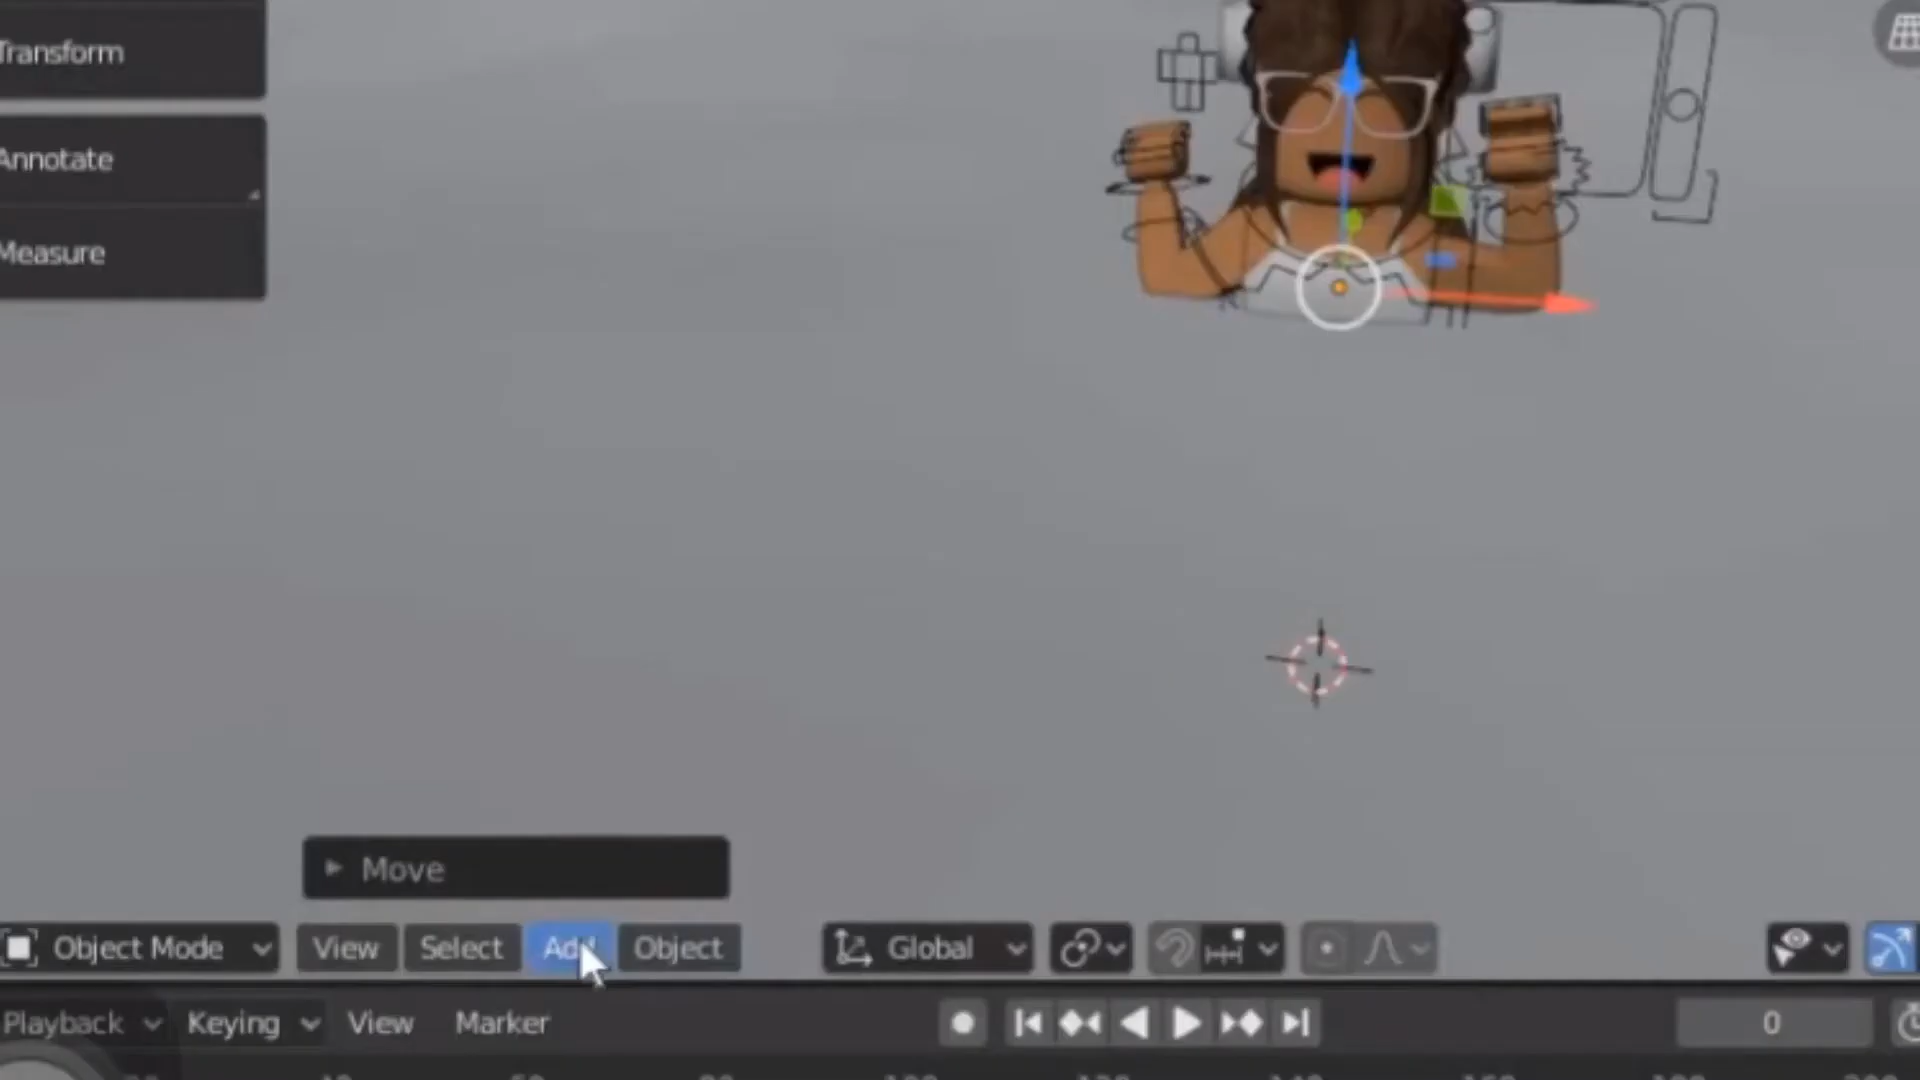 Transform
Annotate
Measure
Move
Object Mode View Select Add Object Global
Playback Keying View Marker 0